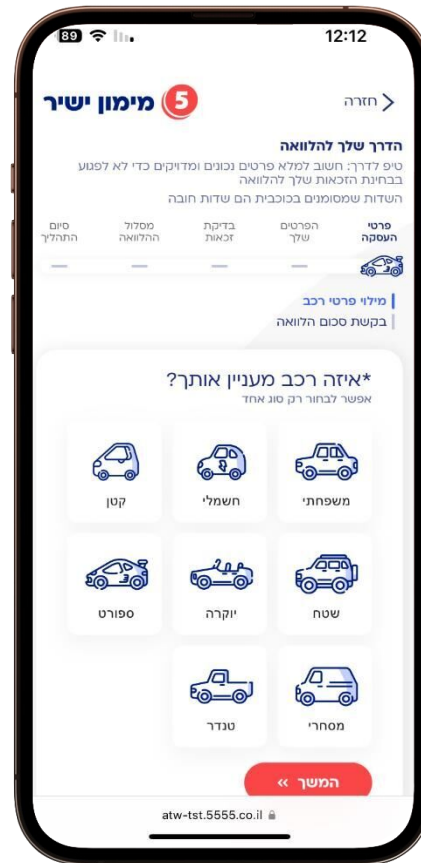 12:12
89
חזרה
5 מימון ישיר
הדרך שלך להלוואה
טיפ לדרך: חשוב למלא פרטים נכונים ומדויקים כדי לא לפגוע
בבחינת הזכאות שלך להלוואה
השדות שמסומנים בכוכבית הם שדות חובה
פרטי העסקה
הפרטים שלך
בדיקת זכאות
מסלול ההלוואה
סיום התהליך
מילוי פרטי רכב
בקשת סכום הלוואה
*איזה רכב מעניין אותך?
אפשר לבחור רק סוג אחד
משפחתי
חשמלי
קטן
שטח
יוקרה
ספורט
מסחרי
טנדר
המשך »
atw-tst.5555.co.il